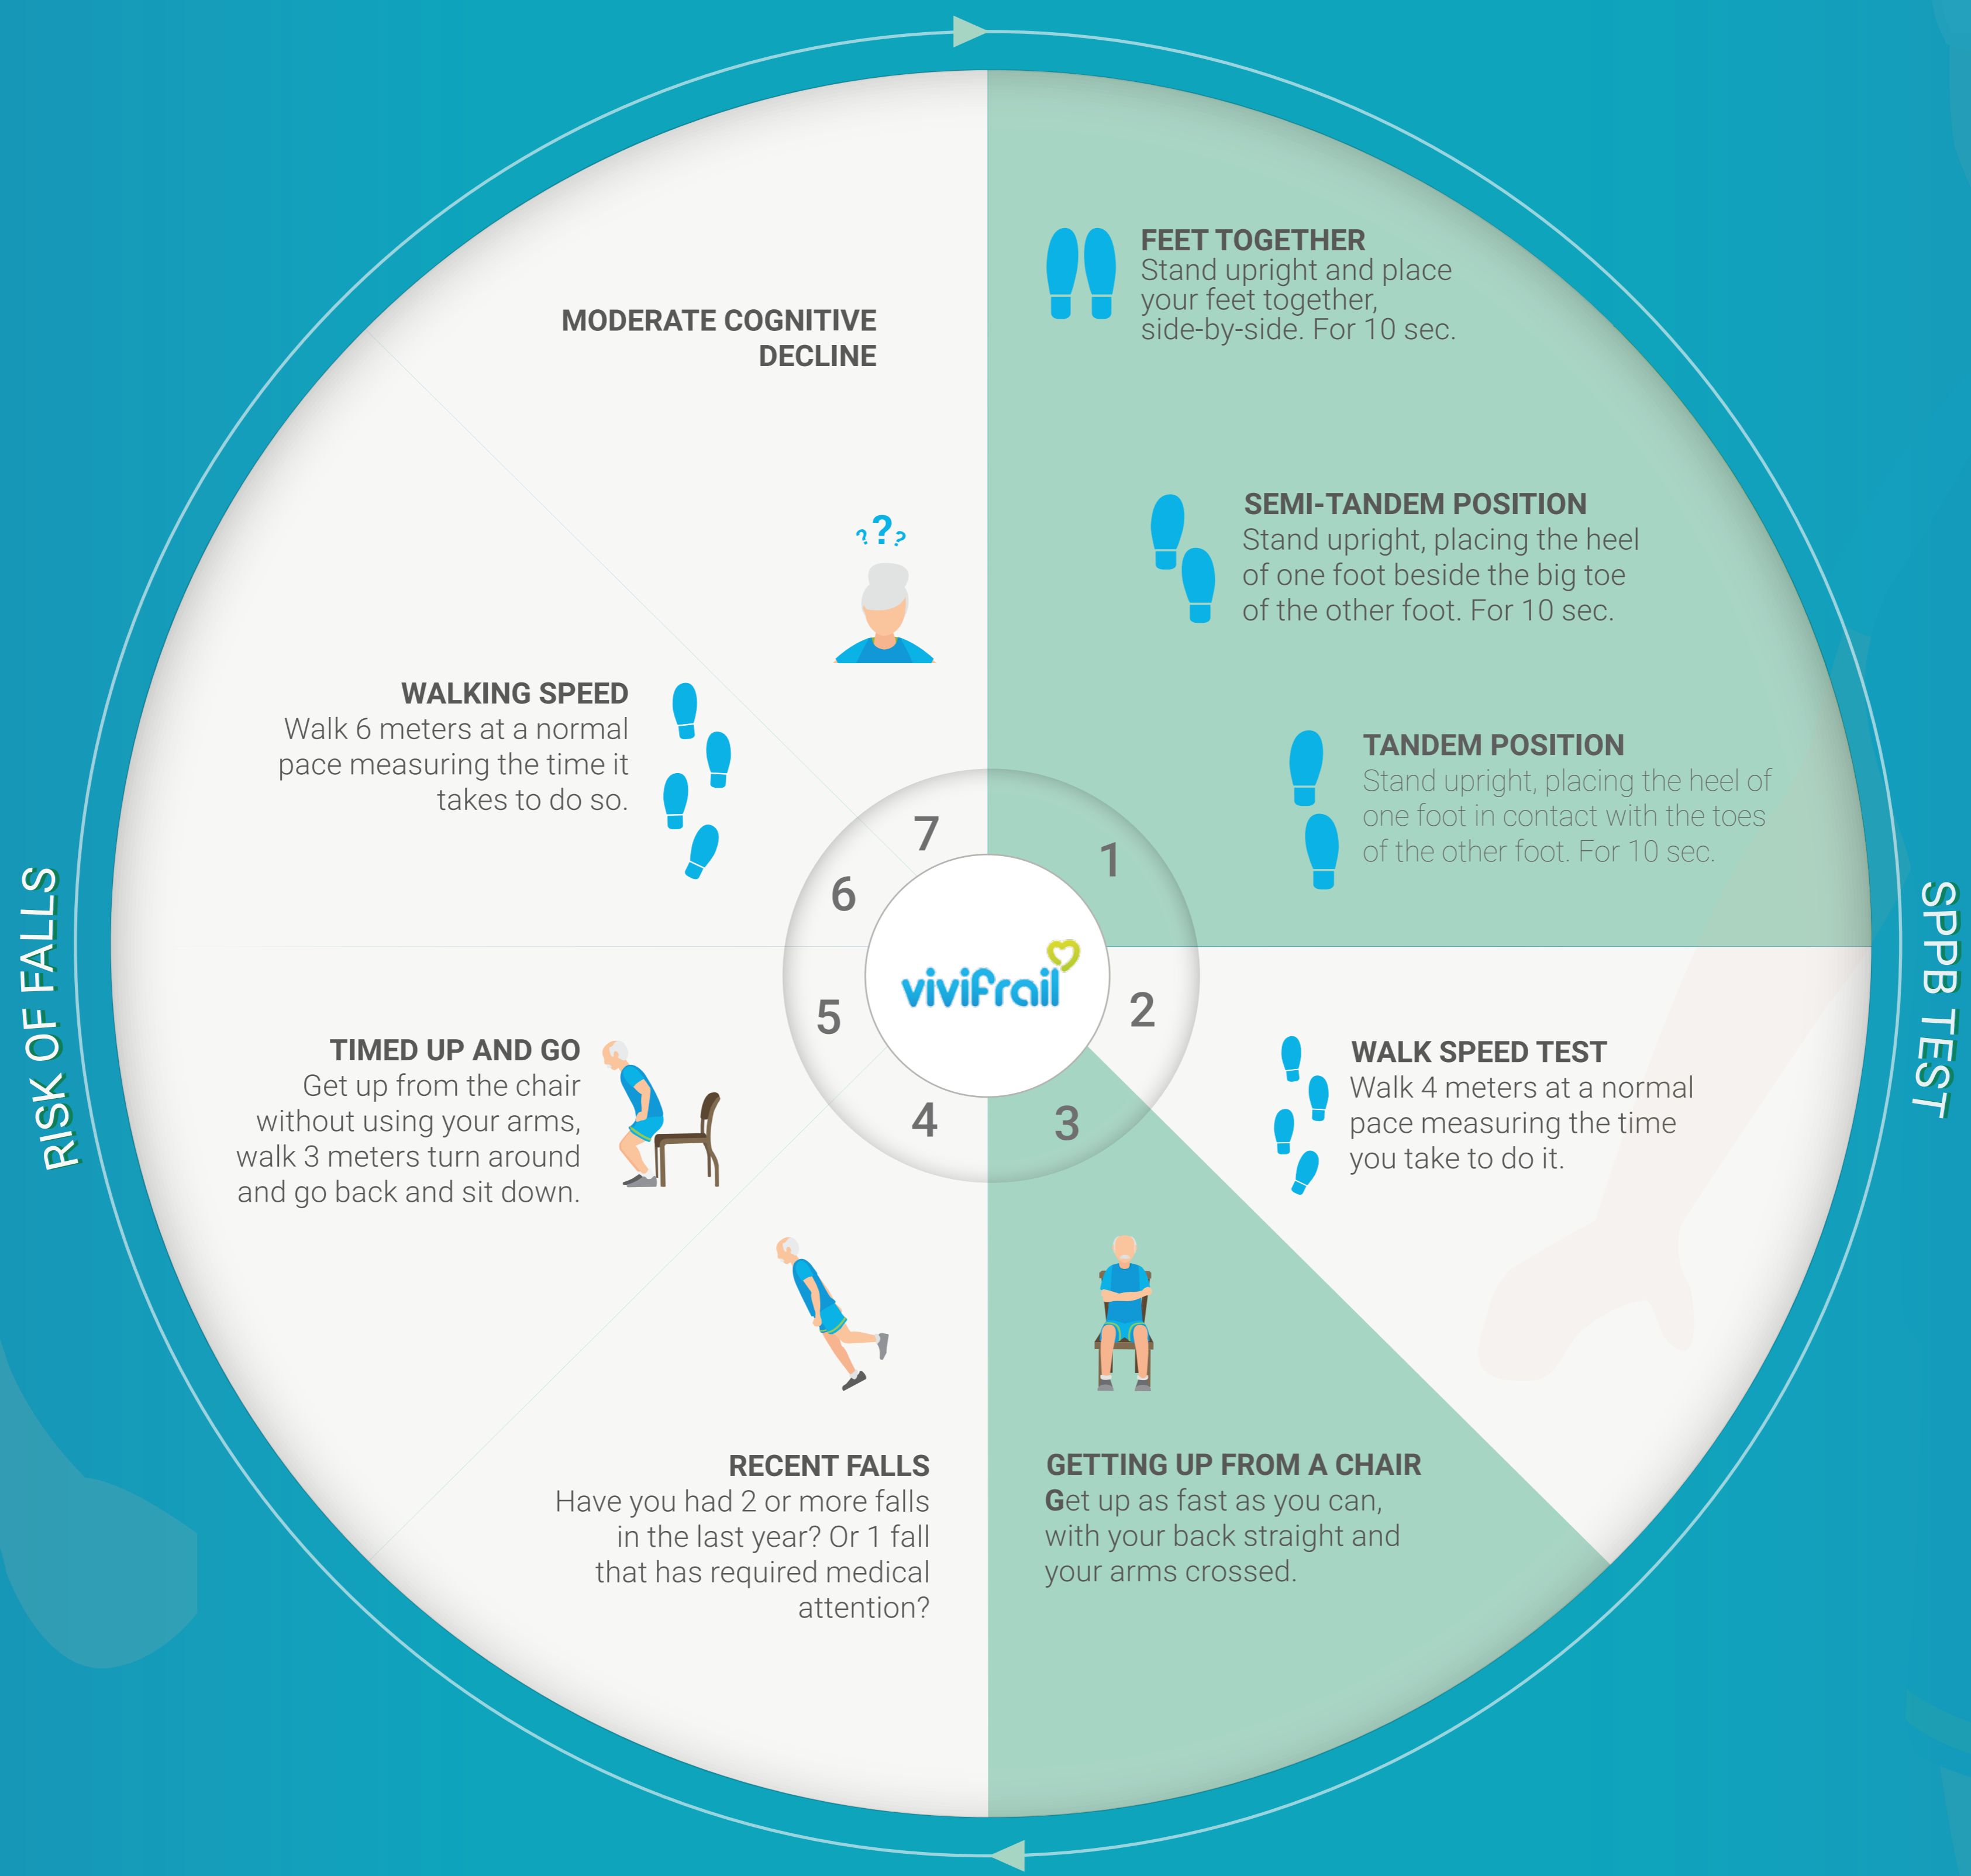 FEET TOGETHER
Stand upright and place
your feet together,
side-by-side. For 10 sec.
SEMI-TANDEM POSITION
Stand upright, placing the heel
of one foot beside the big toe
of the other foot. For 10 sec.
TANDEM POSITION
Stand upright, placing the heel of
one foot in contact with the toes
of the other foot. For 10 sec.
1
WALK SPEED TEST
Walk 4 meters at a normal
pace measuring the time
you take to do it.
2
GETTING UP FROM A CHAIR
Get up as fast as you can,
with your back straight and
your arms crossed.
3
SPPB TEST
RECENT FALLS
Have you had 2 or more falls
in the last year? Or 1 fall
that has required medical
attention?
4
TIMED UP AND GO
Get up from the chair
without using your arms,
walk 3 meters turn around
and go back and sit down.
5
WALKING SPEED
Walk 6 meters at a normal
pace measuring the time it
takes to do so.
6
MODERATE COGNITIVE
DECLINE
? ? ?
7
RISK OF FALLS
vivifrail